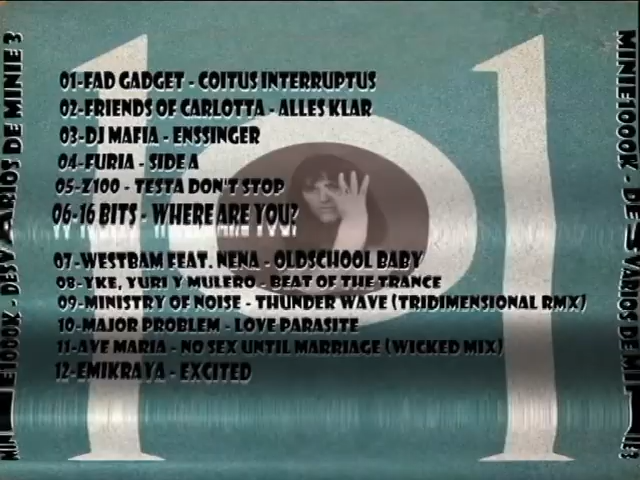 01-FAD GADGET - COITUS INTERRUPTUS
02-FRIENDS OF CARLOTTA - ALLES KLAR
03-DJ MAFIA - ENSSINGER
04-FURIA - SIDE A
05-Z100 - TESTA DON'T STOP
06-16 BITS - WHERE ARE YOU?
07-WESTBAM FEAT. NENA - OLDSCHOOL BABY
08-YKE, YURI Y MULERO - BEAT OF THE TRANCE
09-MINISTRY OF NOISE - THUNDER WAVE (TRIDIMENSIONAL RMX)
10-MAJOR PROBLEM - LOVE PARASITE
11-AVE MARIA - NO SEX UNTIL MARRIAGE (WICKED MIX)
12-EMIKRAYA - EXCITED
101
E1000K - DESVARIOS DE MINIE 3
MINIE1000K - DESVARIOS DE